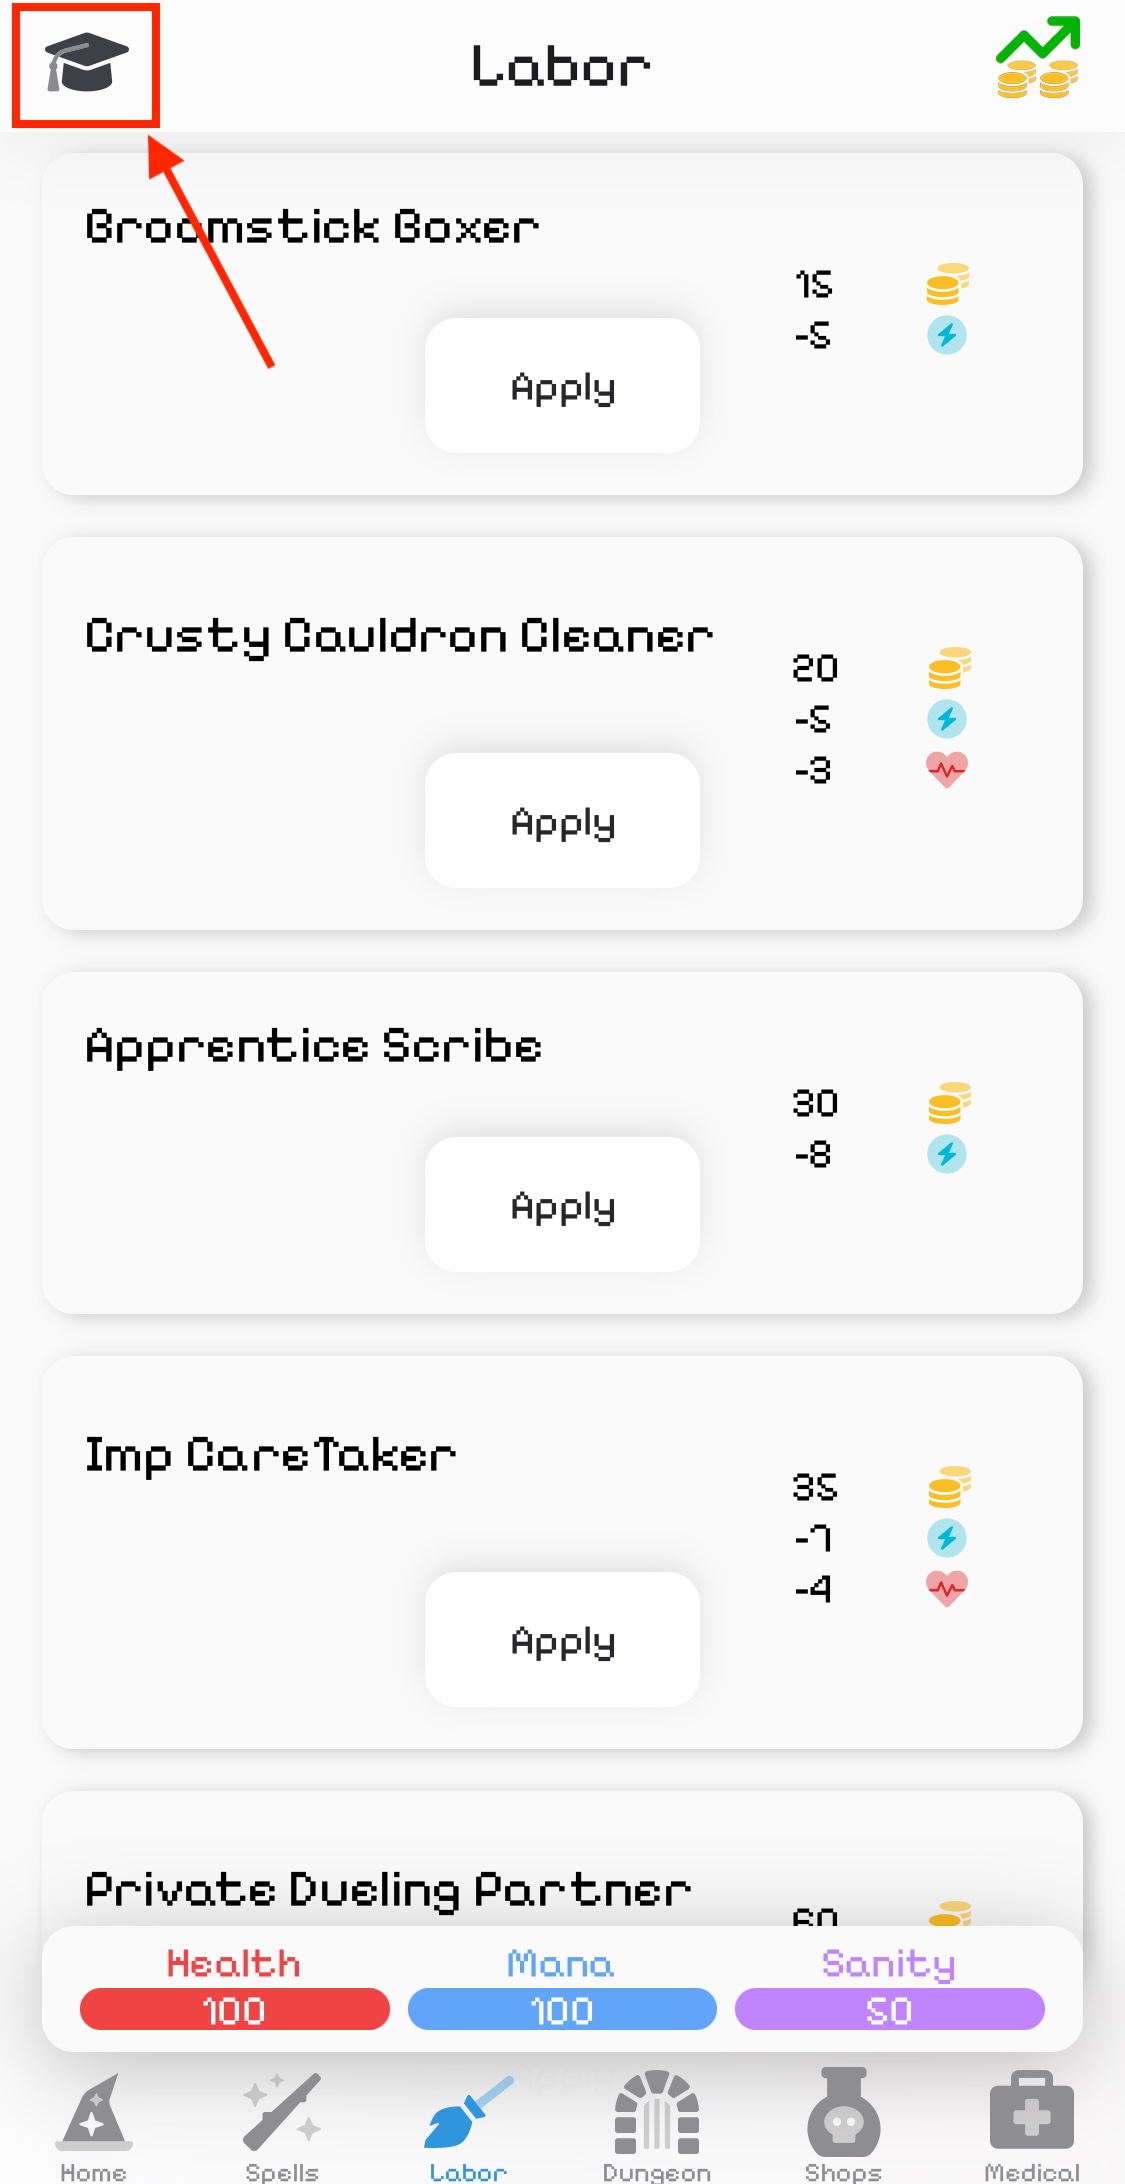 Labor
Broomstick Boxer
15
-5
Apply
Crusty Cauldron Cleaner
20
-5
-3
Apply
Apprentice Scribe
30
-8
Apply
Imp CareTaker
35
-7
-4
Apply
Private Dueling Partner
60
Health Mana Sanity
100 100 50
Apply
Home Spells Labor Dungeon Shops Medical